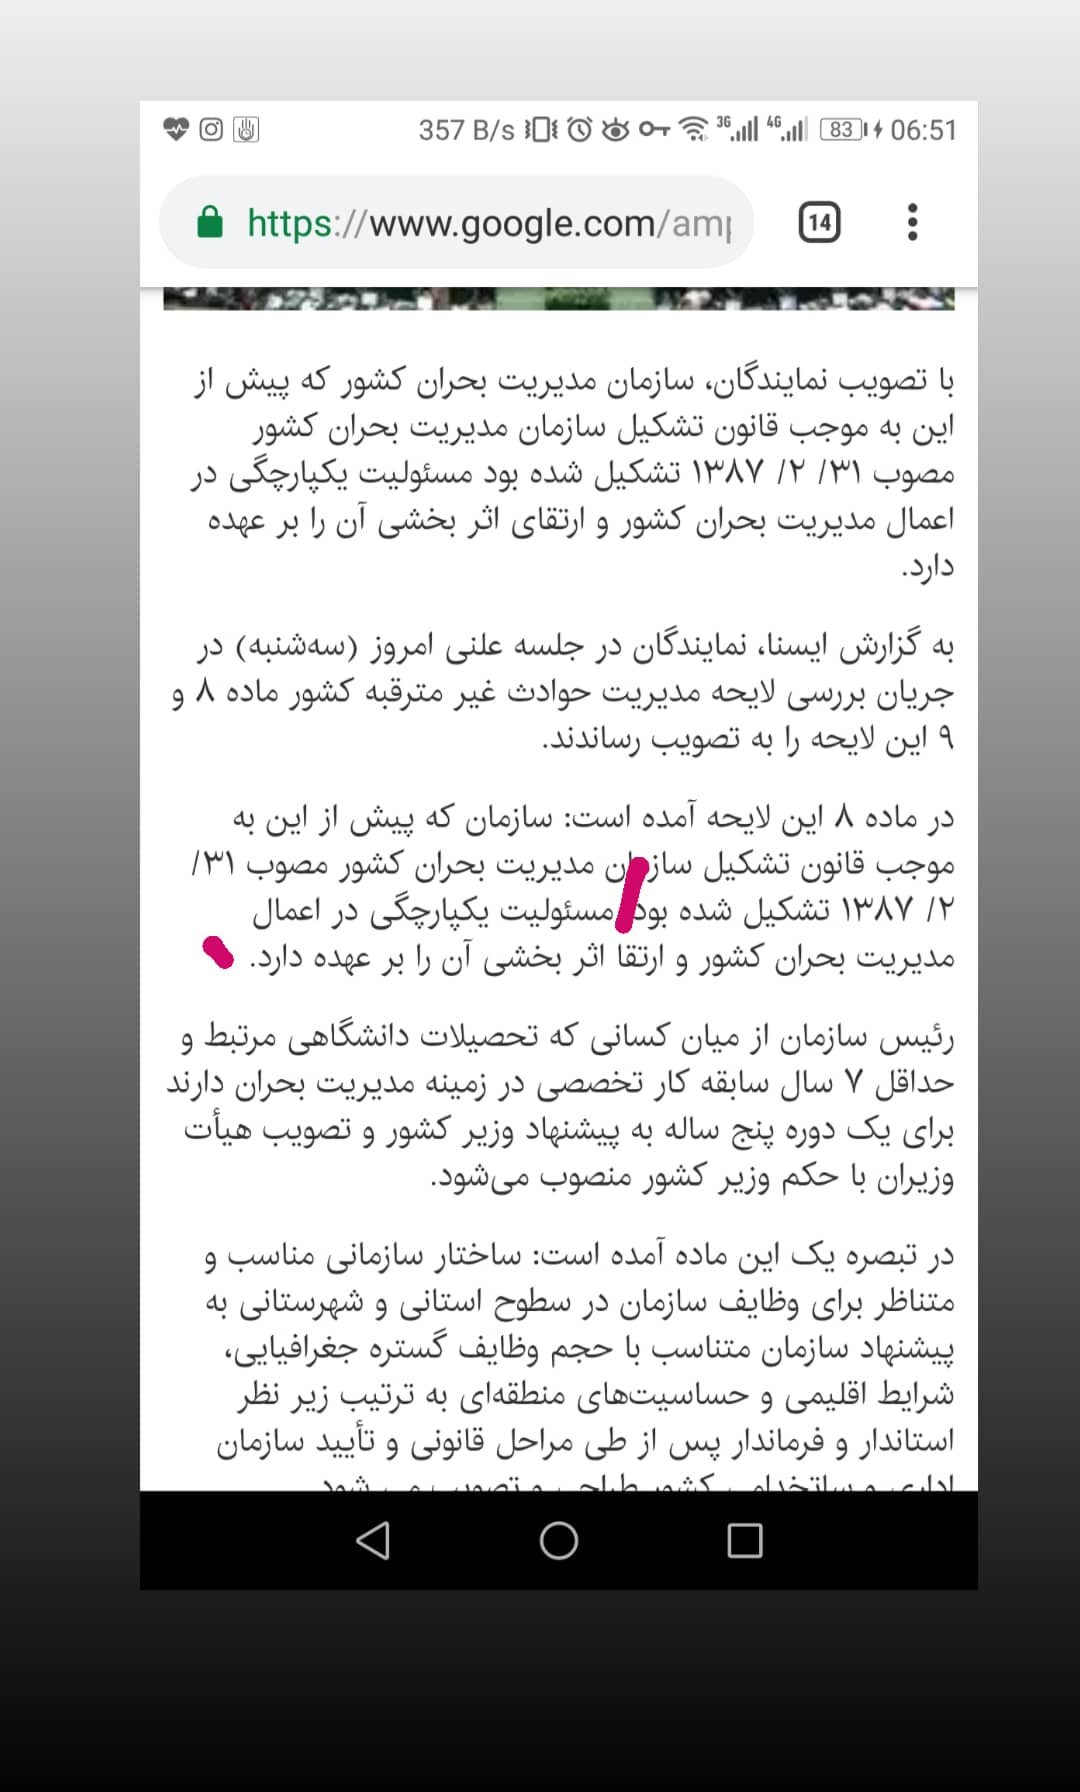 357 B/s 3G 4G 83 06:51
https://www.google.com/amp 14
با تصویب نمایندگان، سازمان مدیریت بحران کشور که پیش از
این به موجب قانون تشکیل سازمان مدیریت بحران کشور
مصوب ۳۱/ ۲/ ۱۳۸۷ تشکیل شده بود مسئولیت یکپارچگی در
اعمال مدیریت بحران کشور و ارتقای اثر بخشی آن را بر عهده
دارد.
به گزارش ایسنا، نمایندگان در جلسه علنی امروز (سه‌شنبه) در
جریان بررسی لایحه مدیریت حوادث غیر مترقبه کشور ماده ۸ و
۹ این لایحه را به تصویب رساندند.
در ماده ۸ این لایحه آمده است: سازمان که پیش از این به
موجب قانون تشکیل سازمان مدیریت بحران کشور مصوب ۳۱/
۲/ ۱۳۸۷ تشکیل شده بود مسئولیت یکپارچگی در اعمال
مدیریت بحران کشور و ارتقا اثر بخشی آن را بر عهده دارد.
رئیس سازمان از میان کسانی که تحصیلات دانشگاهی مرتبط و
حداقل ۷ سال سابقه کار تخصصی در زمینه مدیریت بحران دارند
برای یک دوره پنج ساله به پیشنهاد وزیر کشور و تصویب هیأت
وزیران با حکم وزیر کشور منصوب می‌شود.
در تبصره یک این ماده آمده است: ساختار سازمانی مناسب و
متناظر برای وظایف سازمان در سطوح استانی و شهرستانی به
پیشنهاد سازمان متناسب با حجم وظایف گستره جغرافیایی،
شرایط اقلیمی و حساسیت‌های منطقه‌ای به ترتیب زیر نظر
استاندار و فرماندار پس از طی مراحل قانونی و تأیید سازمان